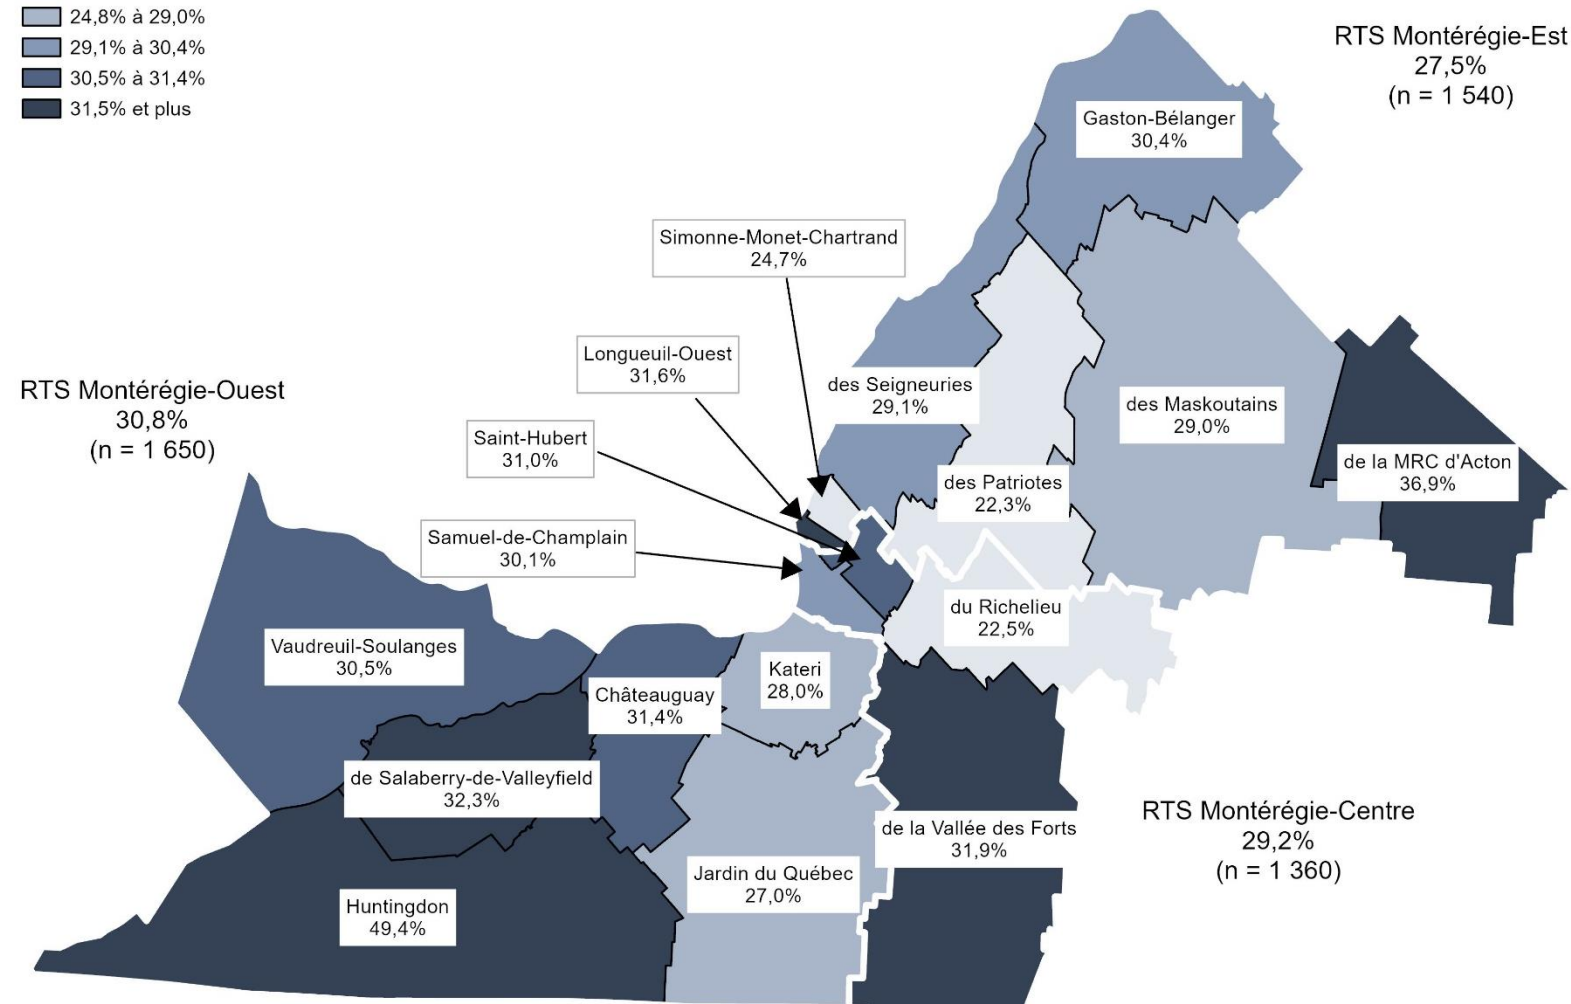 24,8% à 29,0%
29,1% à 30,4%
30,5% à 31,4%
31,5% et plus
RTS Montérégie-Est
27,5%
(n = 1 540)
Gaston-Bélanger
30,4%
Simonne-Monet-Chartrand
24,7%
Longueuil-Ouest
31,6%
des Seigneuries
29,1%
des Maskoutains
29,0%
RTS Montérégie-Ouest
30,8%
(n = 1 650)
Saint-Hubert
31,0%
de la MRC d'Acton
36,9%
des Patriotes
22,3%
Samuel-de-Champlain
30,1%
du Richelieu
22,5%
Vaudreuil-Soulanges
30,5%
Kateri
28,0%
Châteauguay
31,4%
de Salaberry-de-Valleyfield
32,3%
de la Vallée des Forts
31,9%
RTS Montérégie-Centre
29,2%
(n = 1 360)
Jardin du Québec
27,0%
Huntingdon
49,4%